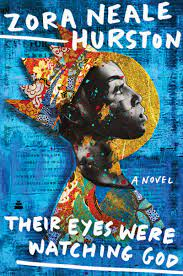 ZORA NEALE
HURSTON
A NOVEL
THEIR EYES WERE
WATCHING GOD